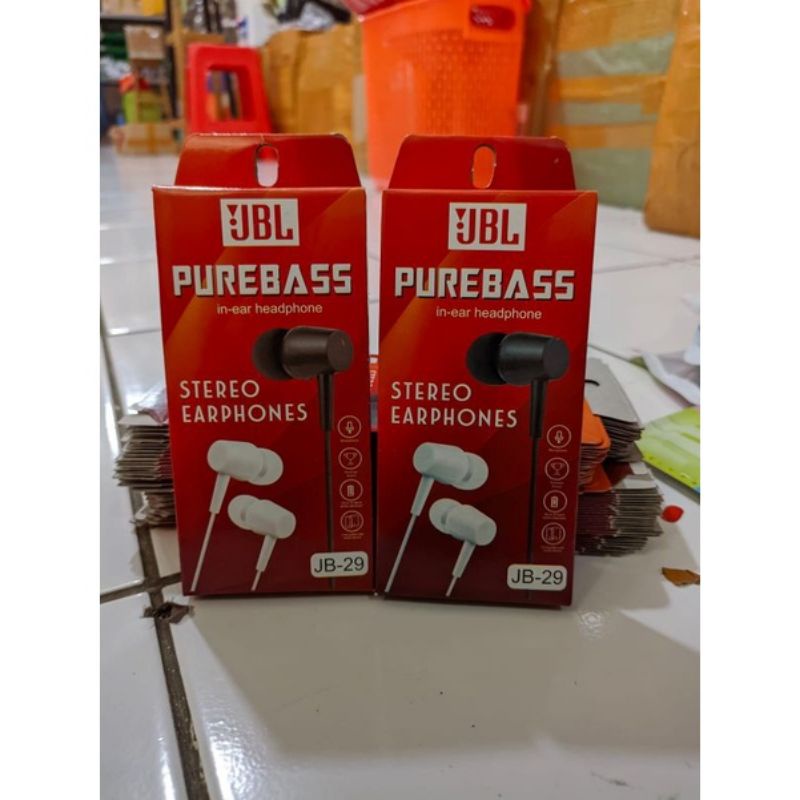 JBL
PUREBASS
in-ear headphone
STEREO
EARPHONES
JB-29
JBL
PUREBASS
in-ear headphone
STEREO
EARPHONES
JB-29